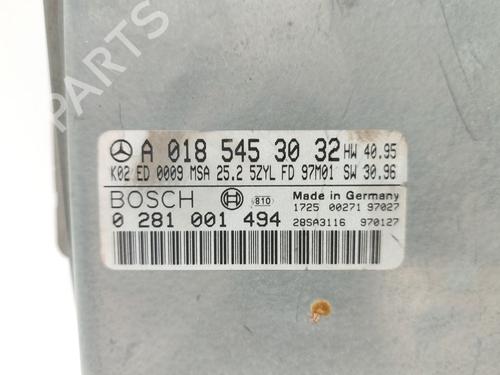 A 018 545 30 32 HW 40.95
K02 ED 0009 MSA 25.2 5ZYL FD 97M01 SW 30.96
BOSCH 810 Made in Germany
1725 00271 97027
0 281 001 494 28SA3116 970127